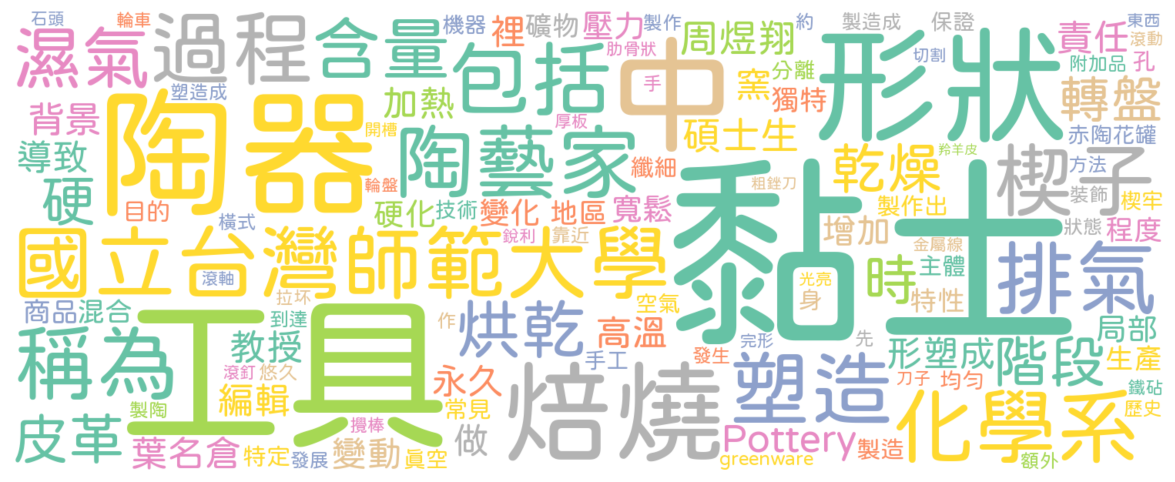 石頭
輪車
濕氣
過程
含量
機器
裡
礦物
壓力
製作
肋骨狀
周煜翔
約
製造成
保證
責任
東西
滾動
切割
附加品
孔
塑造成
包括
中
手
分離
窯
獨特
形狀
轉盤
背景
陶器
加熱
開槽
厚板
碩士生
赤陶花罐
導致
陶藝家
纖細
粗銼刀
乾燥
羚羊皮
楔子
方法
裝飾
楔牢
硬
目的
輪盤
橫式
硬化
技術
變化
地區
寬鬆
黏土
製作出
增加
狀態
程度
國立台灣師範大學
銳利
靠近
金屬線
主體
時
排氣
滾軸
拉坏
空氣
光亮
身
特性
商品
混合
到達
作
烘乾
高溫
發生
完形
先
局部
稱為
工具
教授
滾釘
悠久
手工
塑造
形塑成
階段
生產
製陶
編輯
永久
焙燒
刀子
均勻
鐵砧
皮革
葉名倉
特定
發展
攪棒
變動
眞空
常見
做
Pottery
greenware
製造
化學系
歷史
額外